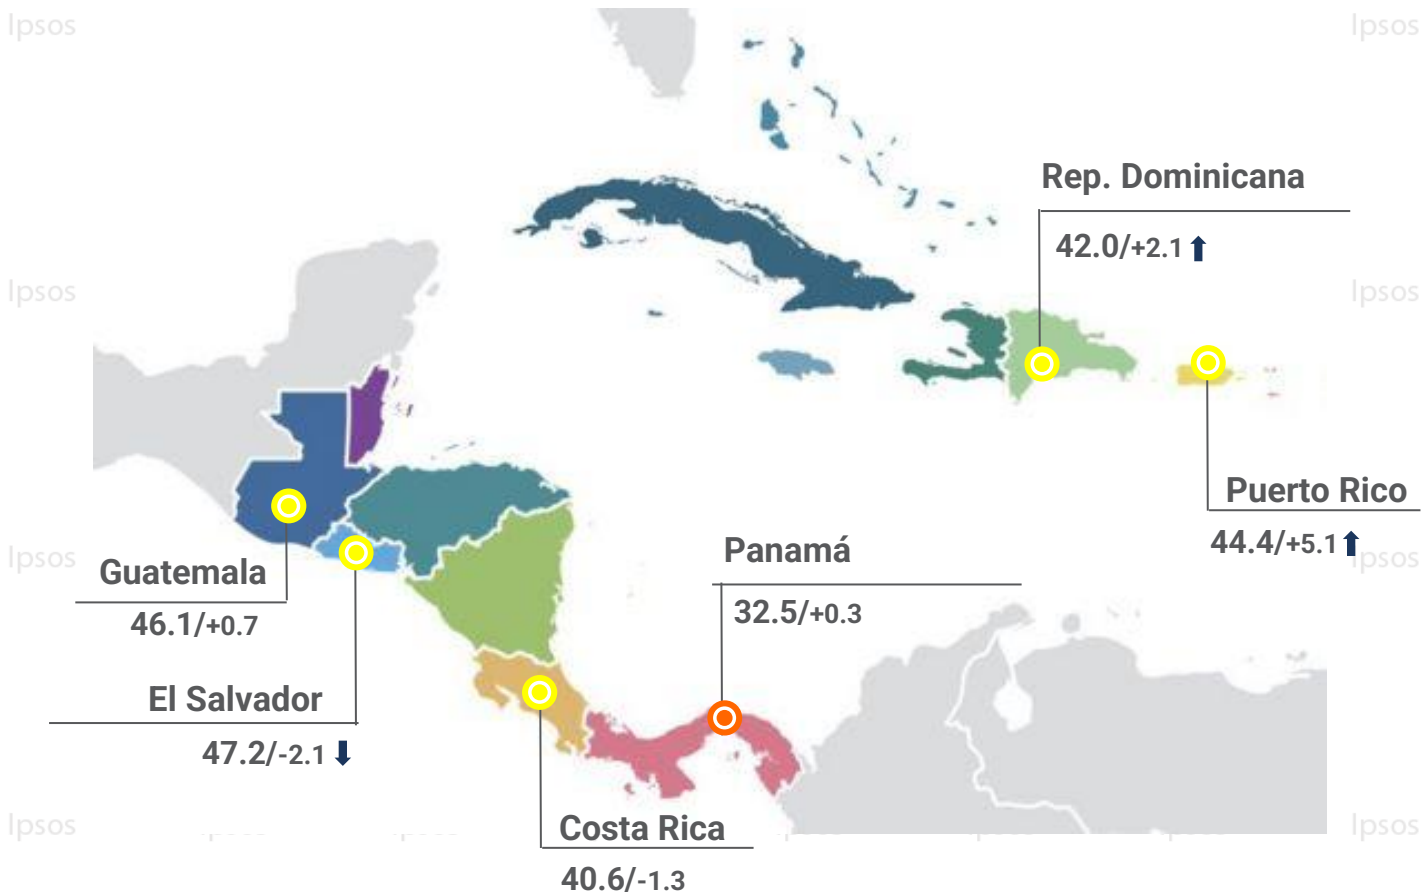 Ipsos
Ipsos
Rep. Dominicana
42.0/+2.1
Ipsos
Ipsos
Puerto Rico
44.4/+5.1
Ipsos
Ipsos
Guatemala
46.1/+0.7
Panamá
32.5/+0.3
El Salvador
47.2/-2.1
Ipsos
Ipsos
Costa Rica
40.6/-1.3